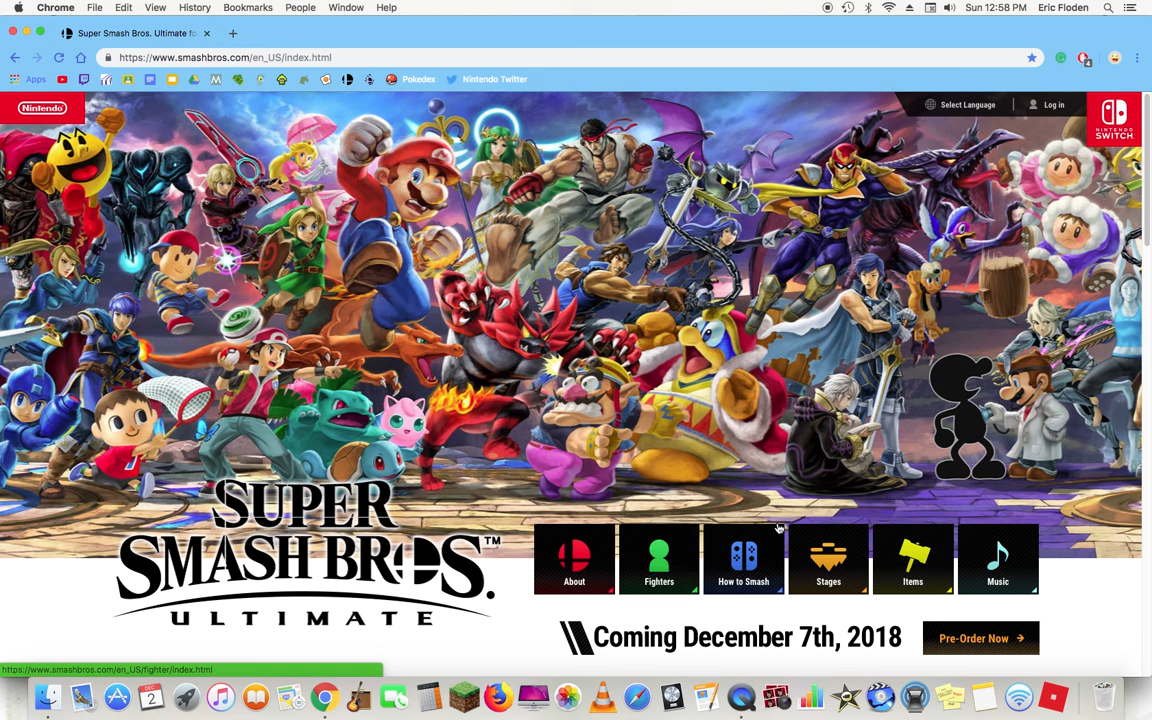 Chrome File Edit View History Bookmarks People Window Help Sun 12:58 PM Eric Floden
Super Smash Bros. Ultimate fo
https://www.smashbros.com/en_US/index.html
Apps Pokedex Nintendo Twitter
Nintendo Select Language Log in
NINTENDO
SWITCH
SUPER
SMASH BROS.™
ULTIMATE
About Fighters How to Smash Stages Items Music
Coming December 7th, 2018 Pre-Order Now
https://www.smashbros.com/en_US/fighter/index.html
DEC
2